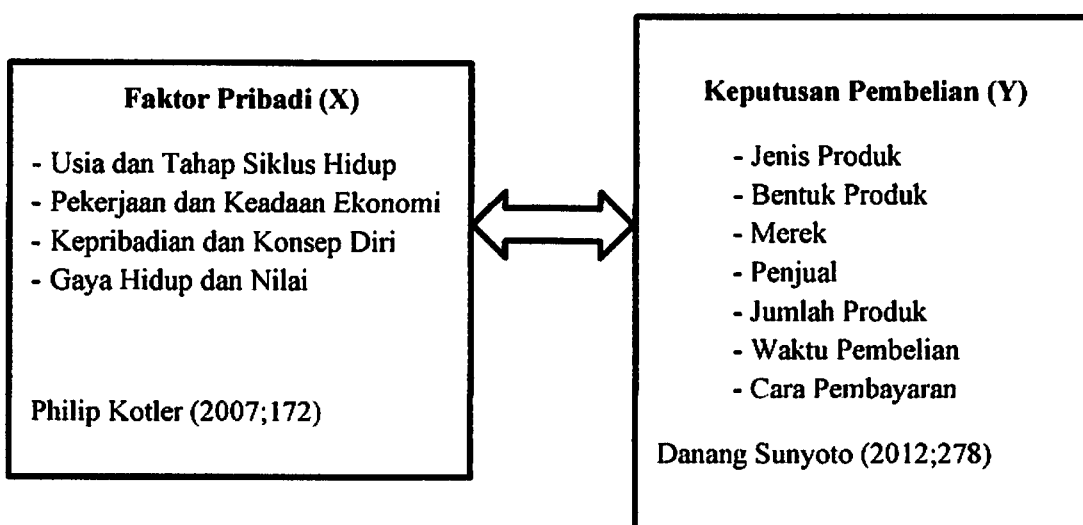 Faktor Pribadi (X)
- Usia dan Tahap Siklus Hidup
- Pekerjaan dan Keadaan Ekonomi
- Kepribadian dan Konsep Diri
- Gaya Hidup dan Nilai
Philip Kotler (2007;172)
Keputusan Pembelian (Y)
- Jenis Produk
- Bentuk Produk
- Merek
- Penjual
- Jumlah Produk
- Waktu Pembelian
- Cara Pembayaran
Danang Sunyoto (2012;278)